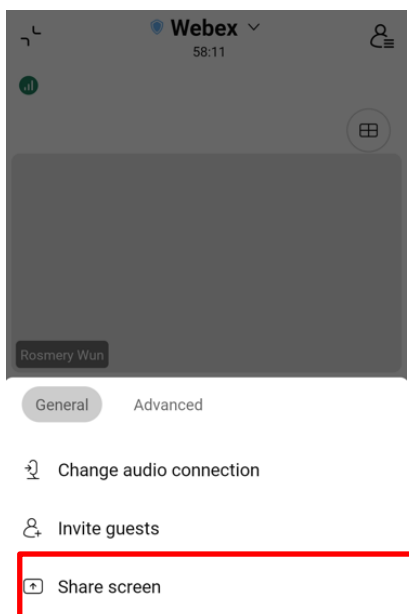 Webex
58:11
Rosmery Wun
General Advanced
Change audio connection
Invite guests
Share screen